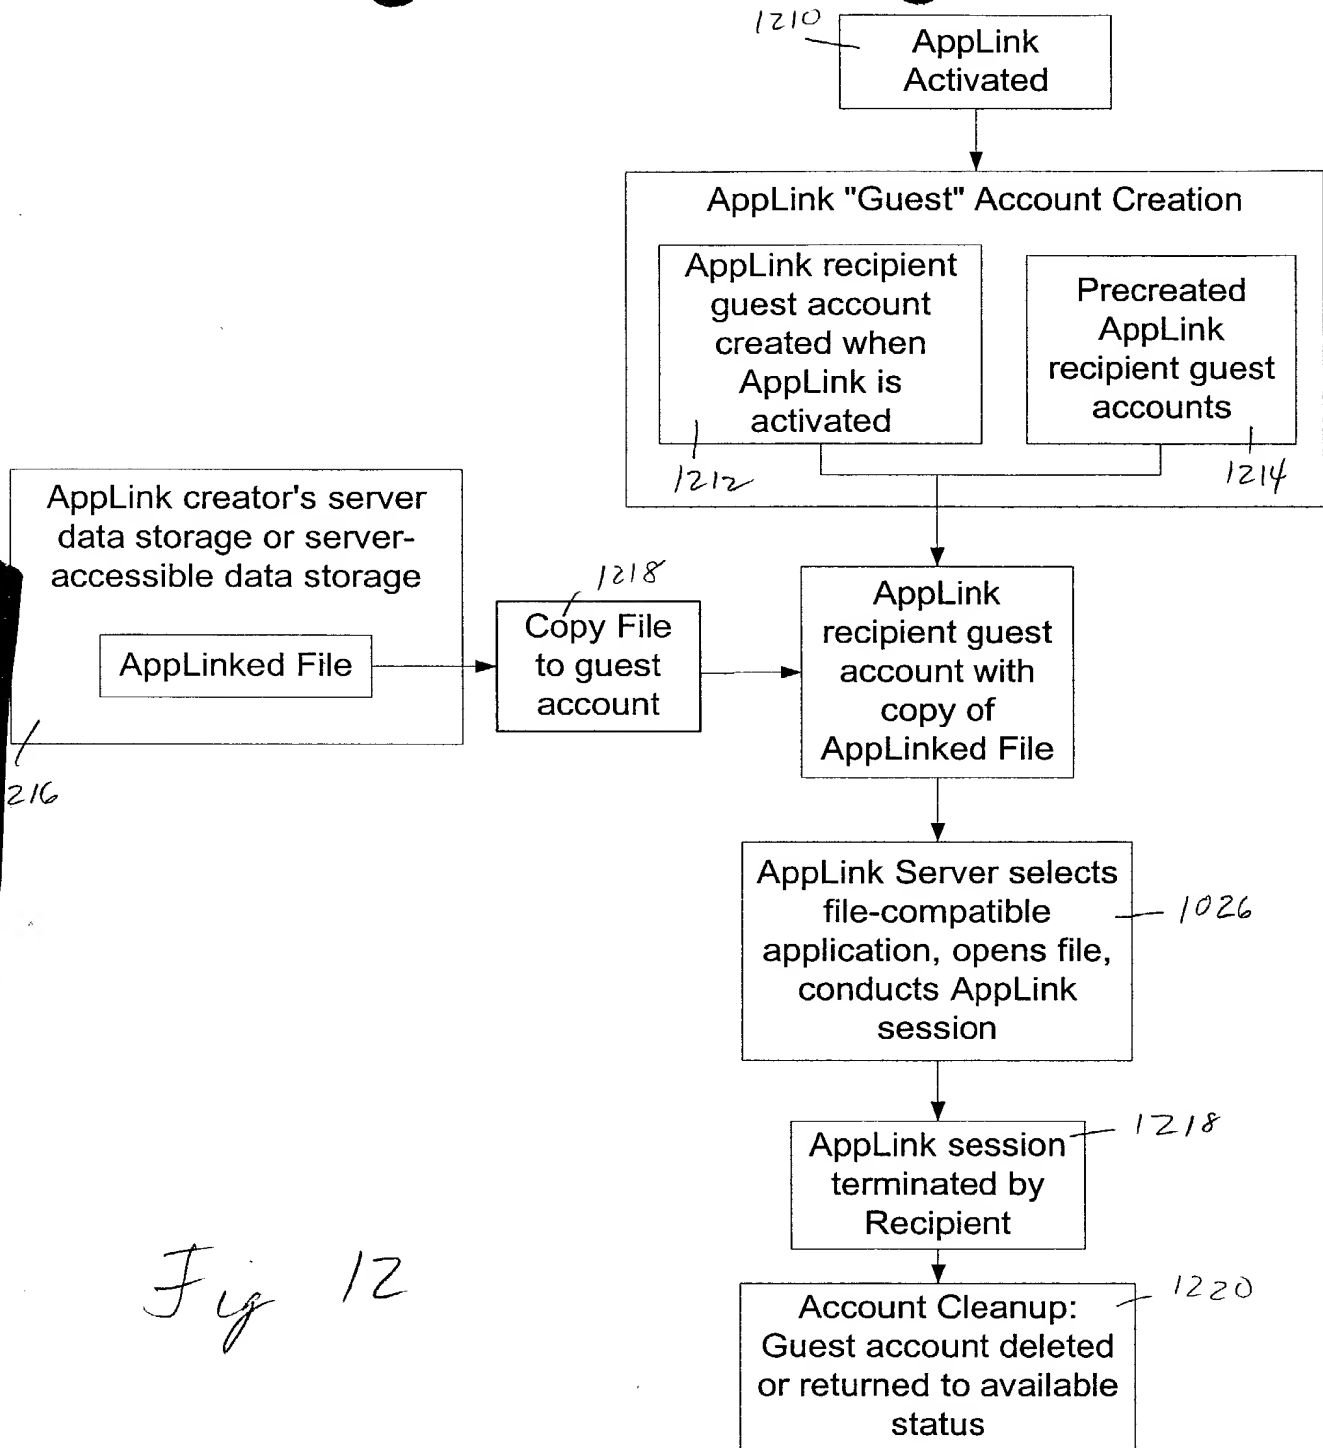 1210
AppLink
Activated
AppLink "Guest" Account Creation
AppLink recipient
guest account
created when
AppLink is
activated
1212
Precreated
AppLink
recipient guest
accounts
1214
AppLink creator's server
data storage or server-
accessible data storage
AppLinked File
216
1218
Copy File
to guest
account
AppLink
recipient guest
account with
copy of
AppLinked File
AppLink Server selects
file-compatible
application, opens file,
conducts AppLink
session
1026
AppLink session
terminated by
Recipient
1218
Account Cleanup:
Guest account deleted
or returned to available
status
1220
Fig 12